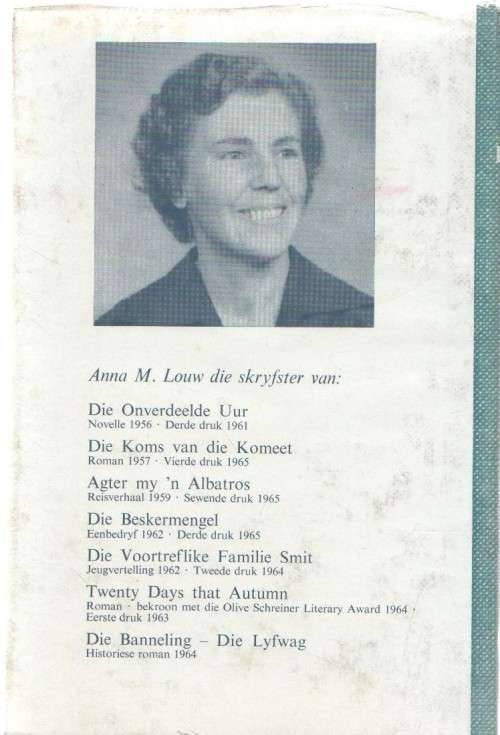 Anna M. Louw die skryfster van:
Die Onverdeelde Uur
Novelle 1956 · Derde druk 1961
Die Koms van die Komeet
Roman 1957 · Vierde druk 1965
Agter my 'n Albatros
Reisverhaal 1959 · Sewende druk 1965
Die Beskermengel
Eenbedryf 1962 · Derde druk 1965
Die Voortreflike Familie Smit
Jeugvertelling 1962 · Tweede druk 1964
Twenty Days that Autumn
Roman · bekroon met die Olive Schreiner Literary Award 1964 ·
Eerste druk 1963
Die Banneling – Die Lyfwag
Historiese roman 1964